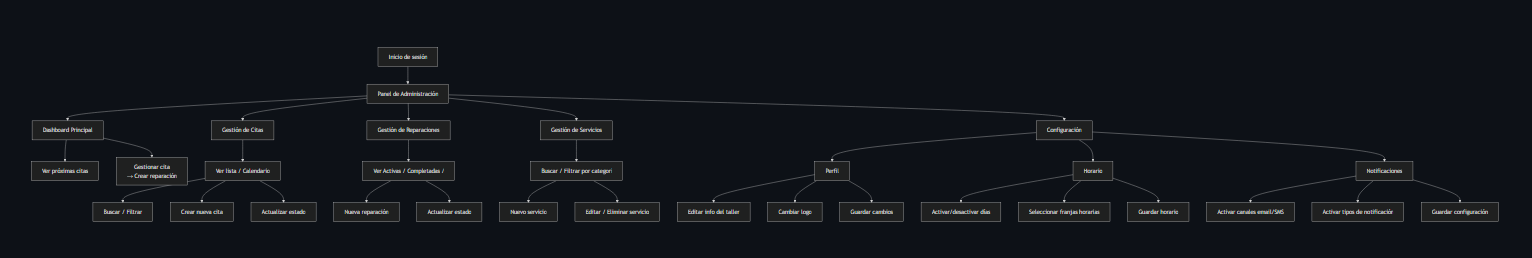 Inicio de sesión
Panel de Administración
Dashboard Principal
Gestión de Citas
Gestión de Reparaciones
Gestión de Servicios
Configuración
Ver próximas citas
Gestionar cita
→ Crear reparación
Ver lista / Calendario
Ver Activas / Completadas /
Buscar / Filtrar por categorí
Perfil
Horario
Notificaciones
Buscar / Filtrar
Crear nueva cita
Actualizar estado
Nueva reparación
Actualizar estado
Nuevo servicio
Editar / Eliminar servicio
Editar info del taller
Cambiar logo
Guardar cambios
Activar/desactivar días
Seleccionar franjas horarias
Guardar horario
Activar canales email/SMS
Activar tipos de notificación
Guardar configuración